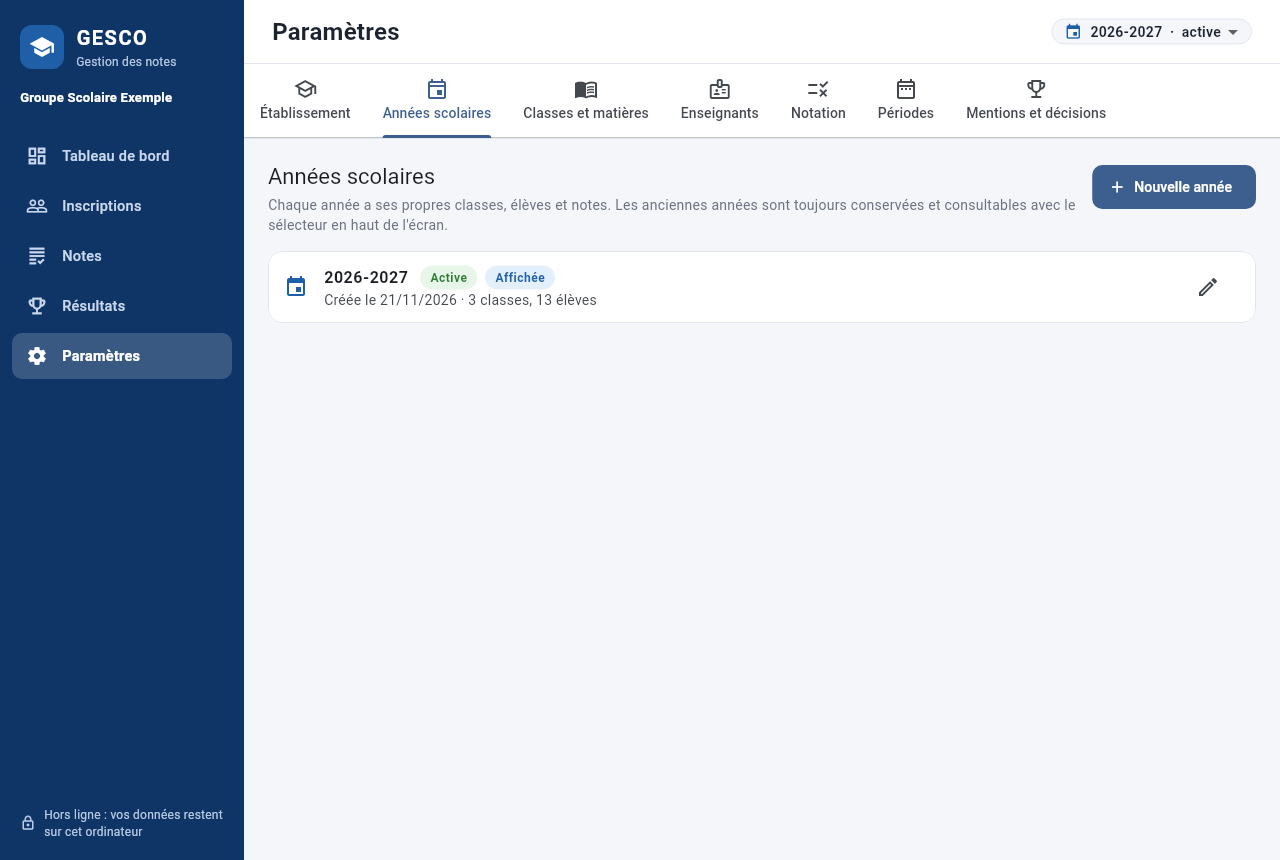 GESCO
Gestion des notes
Groupe Scolaire Exemple
Tableau de bord
Inscriptions
Notes
Résultats
Paramètres
Hors ligne : vos données restent
sur cet ordinateur
Paramètres
2026-2027 · active
Établissement
Années scolaires
Classes et matières
Enseignants
Notation
Périodes
Mentions et décisions
Années scolaires
Chaque année a ses propres classes, élèves et notes. Les anciennes années sont toujours conservées et consultables avec le
sélecteur en haut de l'écran.
Nouvelle année
2026-2027 Active Affichée
Créée le 21/11/2026 · 3 classes, 13 élèves